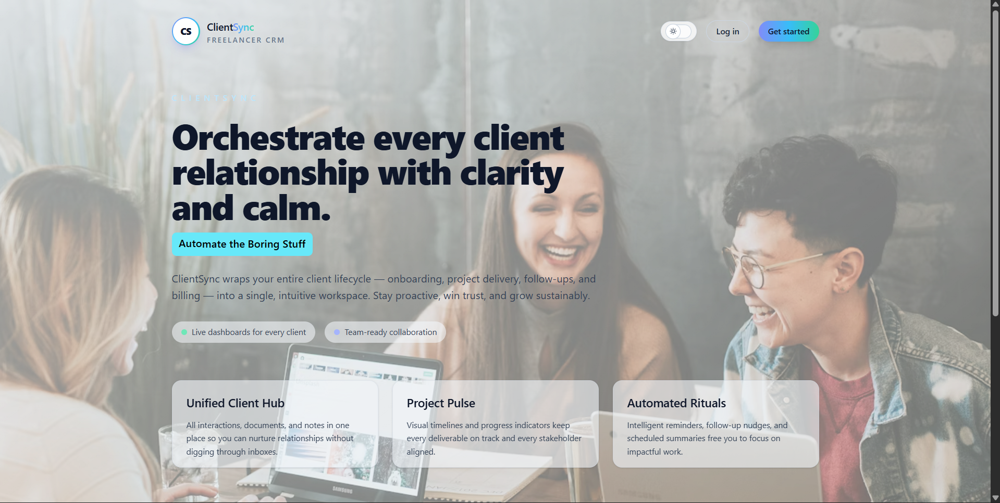 CS
ClientSync
FREELANCER CRM
Log in
Get started
CLIENTSYNC
Orchestrate every client
relationship with clarity
and calm.
Automate the Boring Stuff
ClientSync wraps your entire client lifecycle — onboarding, project delivery, follow-ups, and
billing — into a single, intuitive workspace. Stay proactive, win trust, and grow sustainably.
Live dashboards for every client
Team-ready collaboration
Unified Client Hub
All interactions, documents, and notes in one
place so you can nurture relationships without
digging through inboxes.
Project Pulse
Visual timelines and progress indicators keep
every deliverable on track and every stakeholder
aligned.
Automated Rituals
Intelligent reminders, follow-up nudges, and
scheduled summaries free you to focus on
impactful work.
SAMSUNG